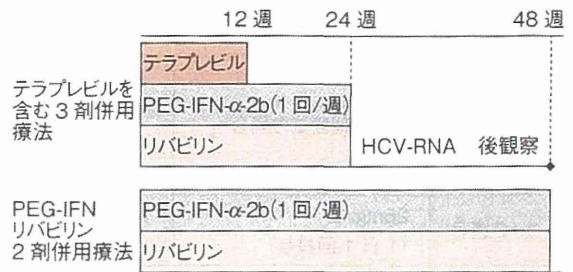 12 週 24 週 48 週
テラプレビル
テラプレビルを
含む 3 剤併用
療法
PEG-IFN-α-2b(1 回/週)
リバビリン
HCV-RNA 後観察
PEG-IFN
リバビリン
2 剤併用療法
PEG-IFN-α-2b(1 回/週)
リバビリン